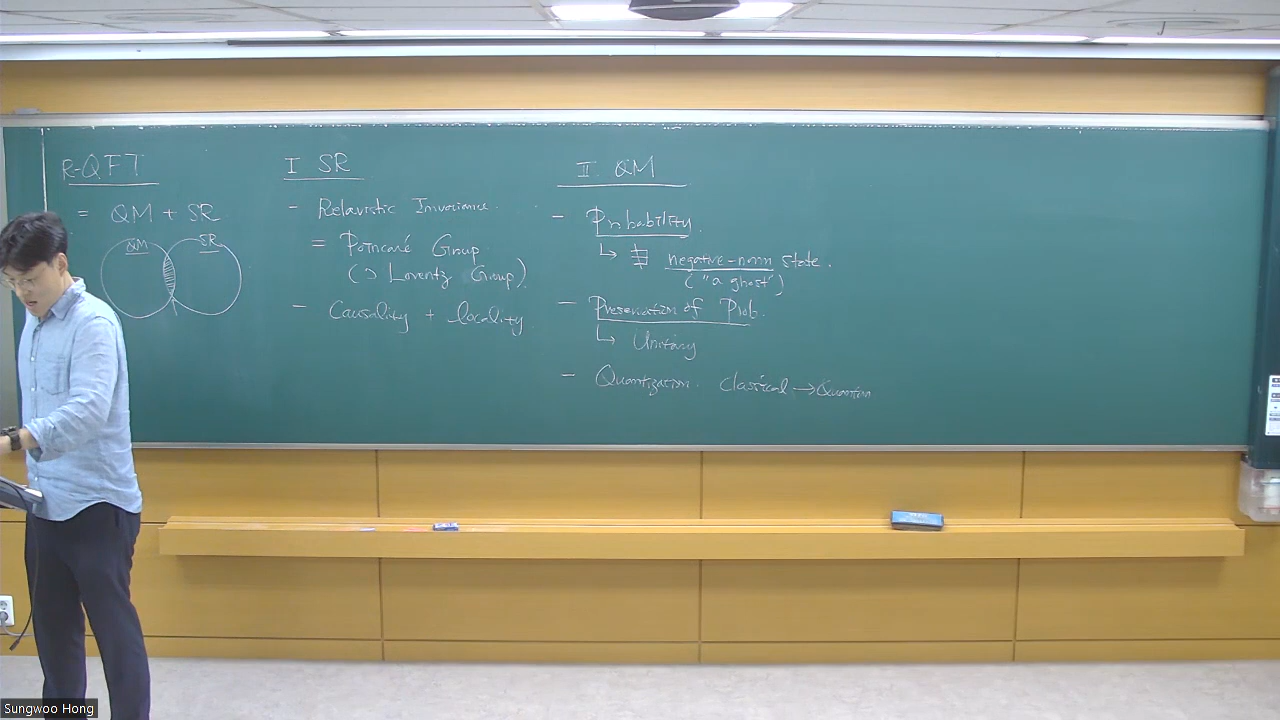 R-QFT
= QM + SR
QM SR
I SR
- Relavistic Invariance.
= Poincaré Group
(⊃ Lorentz Group)
- Causality + locality
II. QM
- Probability.
↳ ∄ negative-norm state.
("a ghost")
- Preservation of Prob.
↳ Unitary
- Quantization. Classical → Quantum
Sungwoo Hong